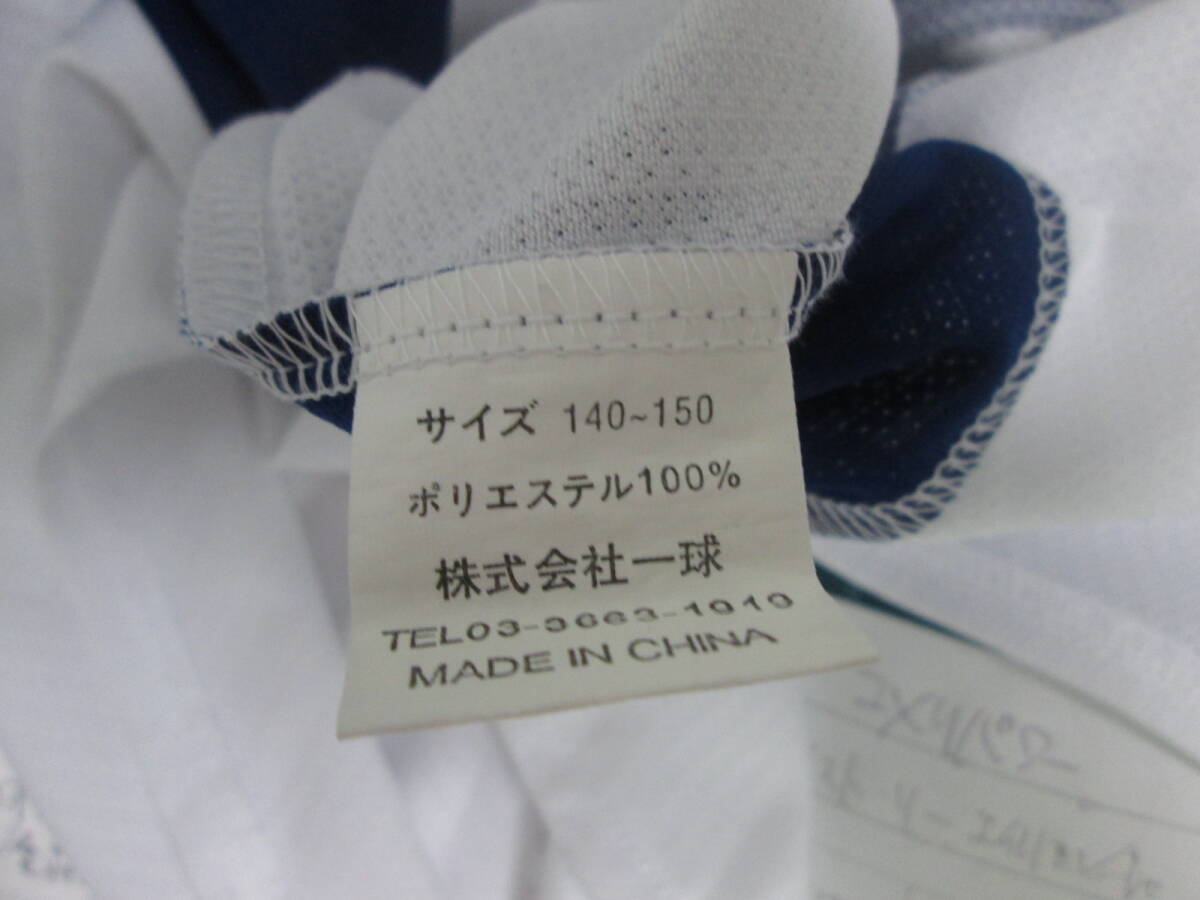 サイズ 140~150
ポリエステル100%
株式会社一球
TEL03-3663-1919
MADE IN CHINA